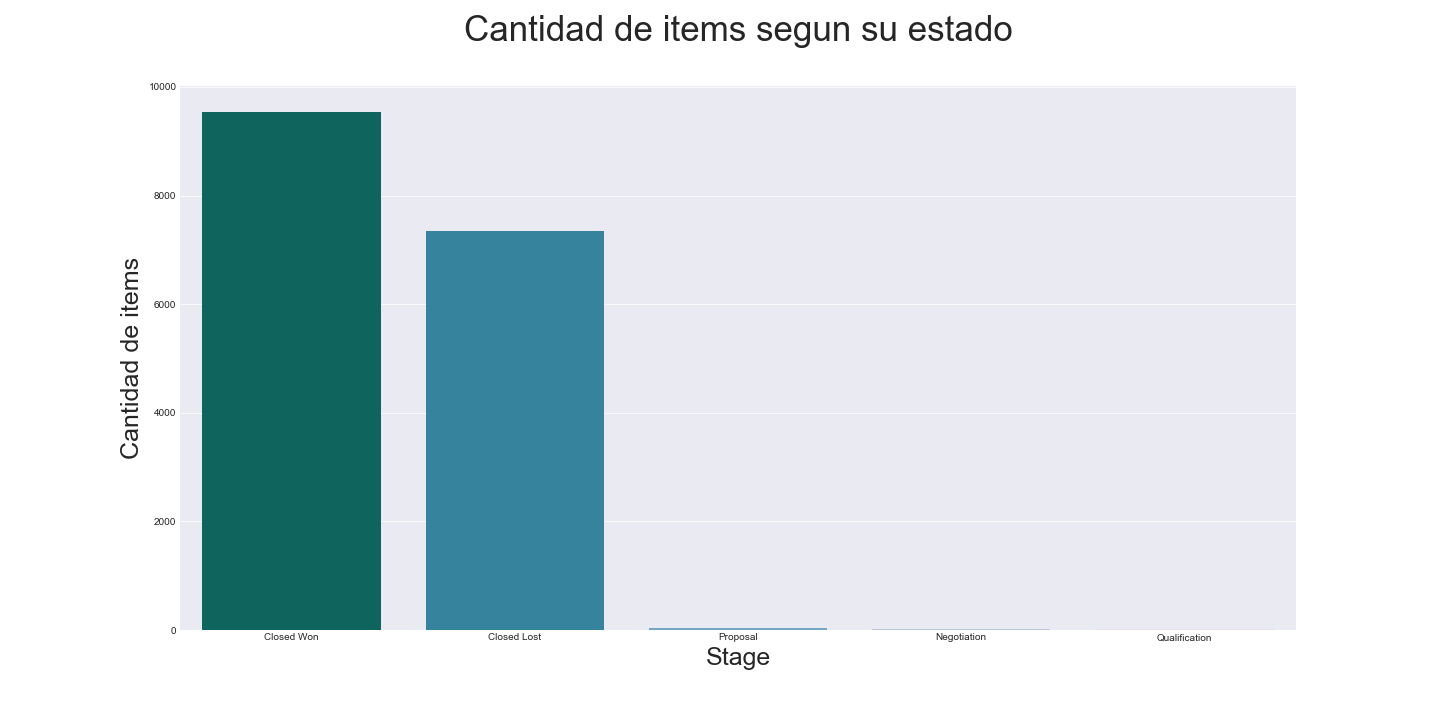 Cantidad de items segun su estado
10000
8000
6000
4000
2000
0
Cantidad de items
Closed Won
Closed Lost
Proposal
Negotiation
Qualification
Stage